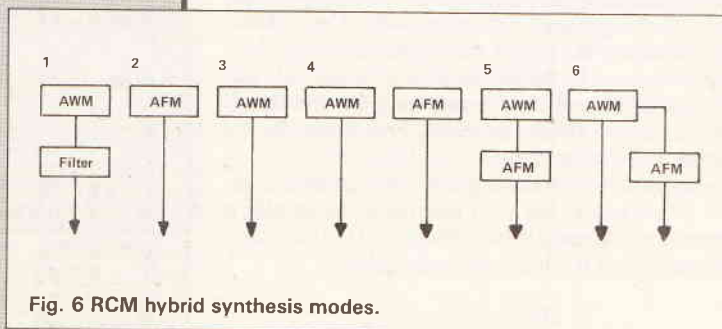 1 2 3 4 5 6
AWM AFM AWM AWM AFM AWM AWM
Filter AFM AFM
Fig. 6 RCM hybrid synthesis modes.